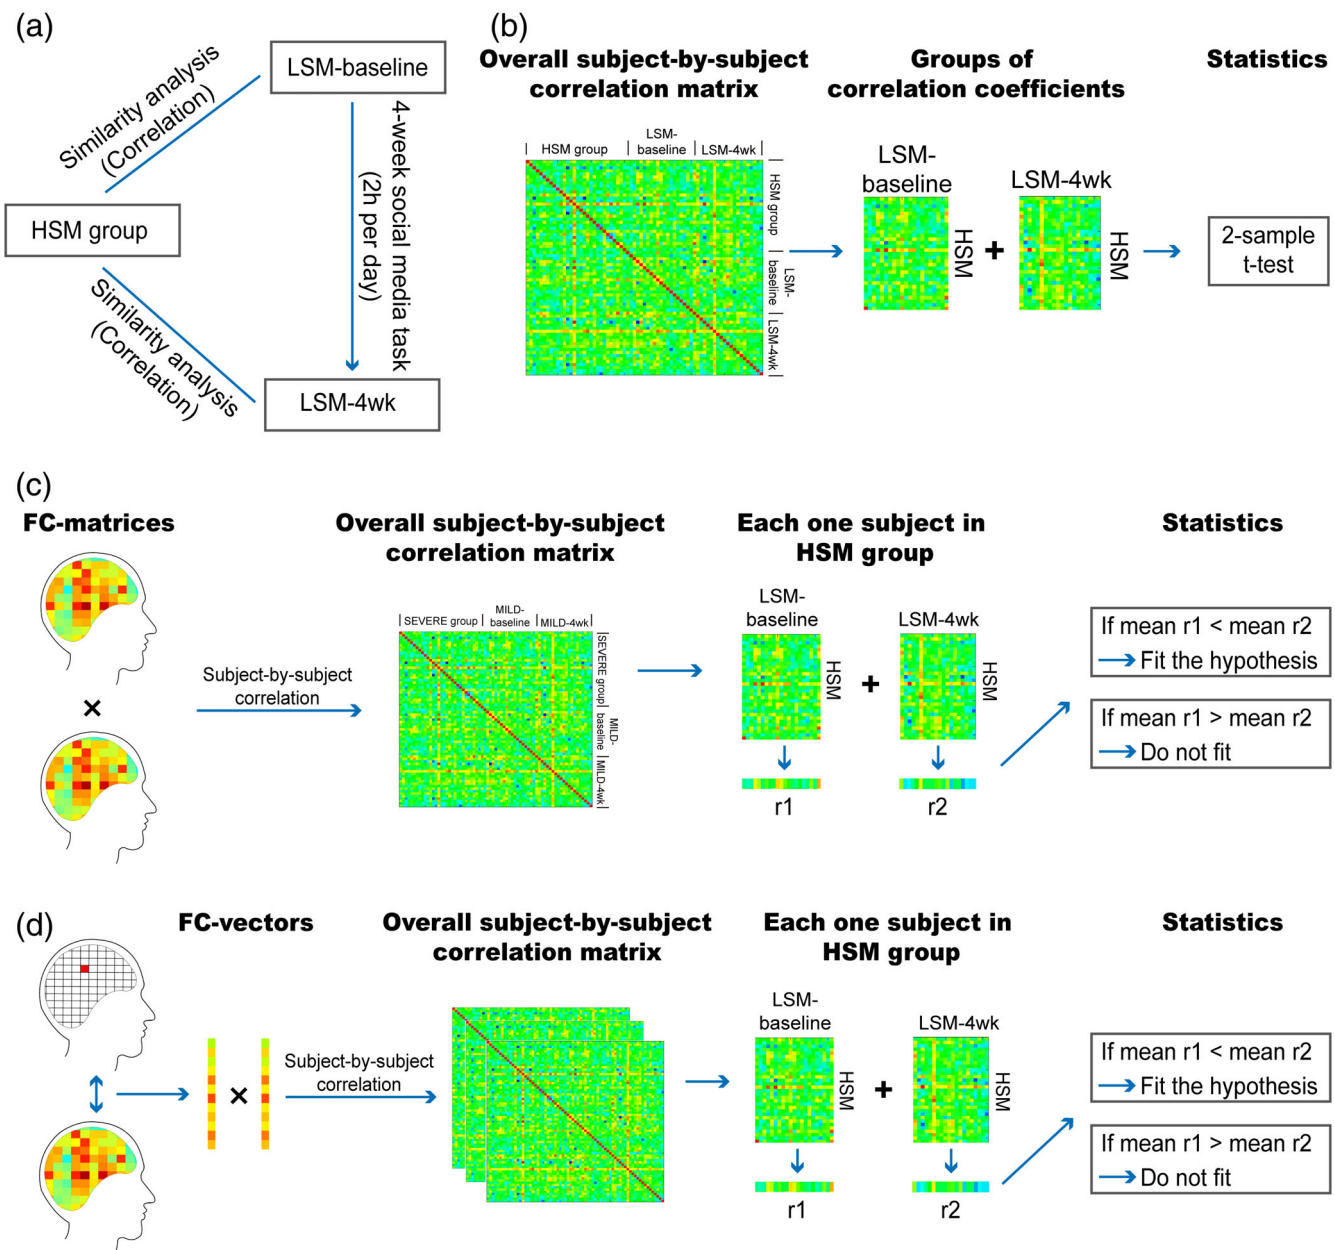 (a)
LSM-baseline
Similarity analysis
(Correlation)
4-week social media task
(2h per day)
HSM group
Similarity analysis
(Correlation)
LSM-4wk
(b)
Overall subject-by-subject
correlation matrix
Groups of
correlation coefficients
Statistics
HSM group
LSM-
baseline
LSM-4wk
HSM group
LSM-
baseline
LSM-4wk
LSM-
baseline
HSM
+
LSM-4wk
HSM
2-sample
t-test
(c)
FC-matrices
×
Subject-by-subject
correlation
Overall subject-by-subject
correlation matrix
SEVERE group
MILD-
baseline
MILD-4wk
SEVERE group
MILD-
baseline
MILD-4wk
Each one subject in
HSM group
LSM-
baseline
HSM
r1
+
LSM-4wk
HSM
r2
Statistics
If mean r1 < mean r2
Fit the hypothesis
If mean r1 > mean r2
Do not fit
(d)
FC-vectors
×
Subject-by-subject
correlation
Overall subject-by-subject
correlation matrix
Each one subject in
HSM group
LSM-
baseline
HSM
r1
+
LSM-4wk
HSM
r2
Statistics
If mean r1 < mean r2
Fit the hypothesis
If mean r1 > mean r2
Do not fit